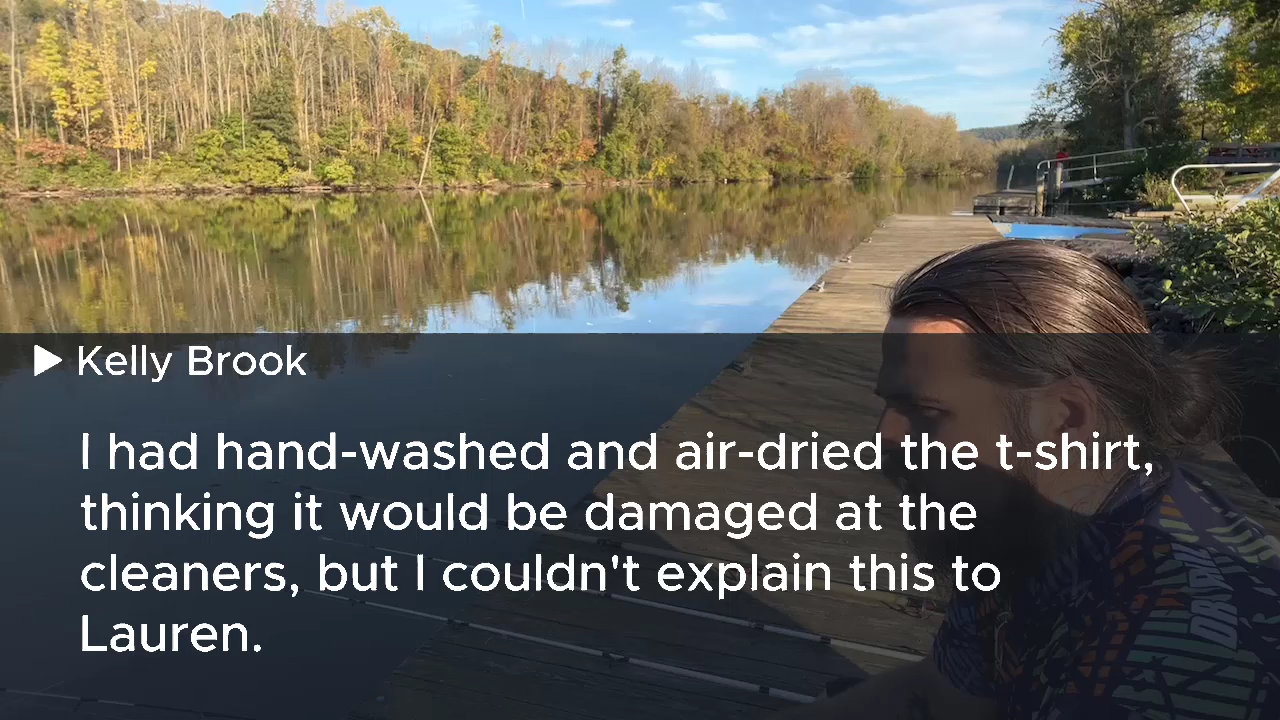 Kelly Brook
I had hand-washed and air-dried the t-shirt,
thinking it would be damaged at the
cleaners, but I couldn't explain this to
Lauren.